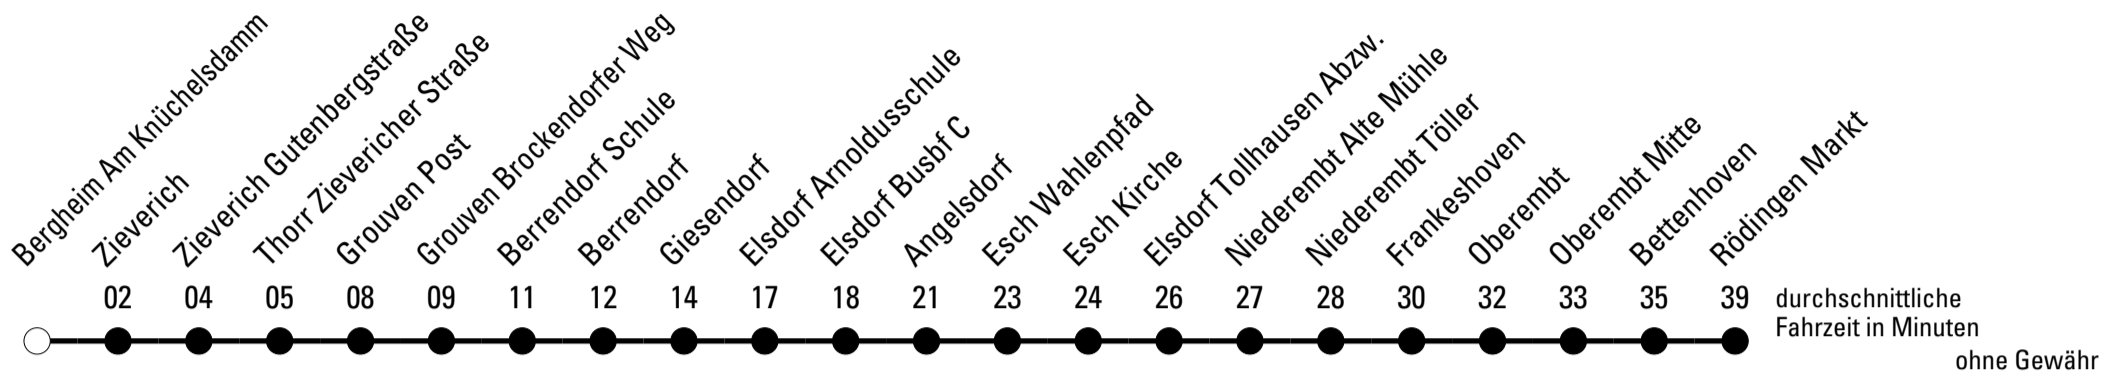 Bergheim Am Knüchelsdamm
Zieverich
Zieverich Gutenbergstraße
Thorr Zievericher Straße
Grouven Post
Grouven Brockendorfer Weg
Berrendorf Schule
Berrendorf
Giesendorf
Elsdorf Arnoldusschule
Elsdorf Busbf C
Angelsdorf
Esch Wahlenpfad
Esch Kirche
Elsdorf Tollhausen Abzw.
Niederembt Alte Mühle
Niederembt Töller
Frankeshoven
Oberembt
Oberembt Mitte
Bettenhoven
Rödingen Markt
02 04 05 08 09 11 12 14 17 18 21 23 24 26 27 28 30 32 33 35 39 durchschnittliche
Fahrzeit in Minuten
ohne Gewähr